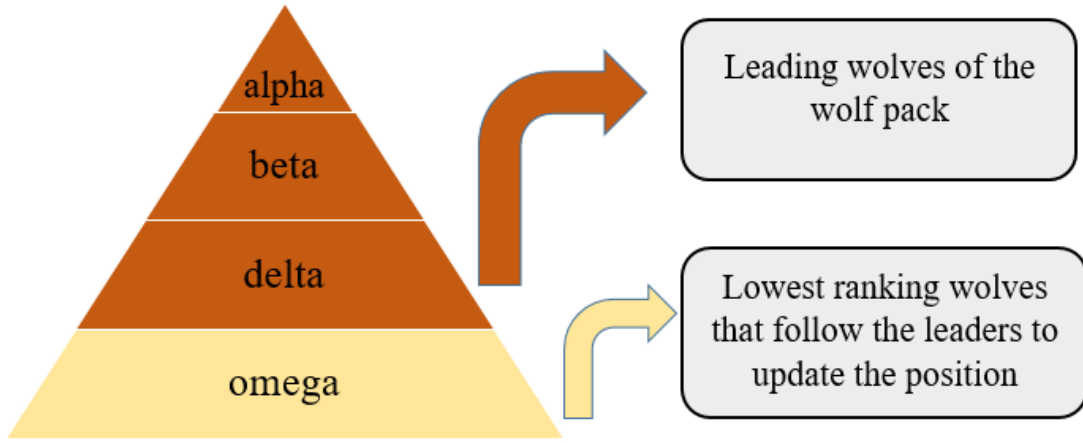 alpha
beta
delta
omega
Leading wolves of the
wolf pack
Lowest ranking wolves
that follow the leaders to
update the position